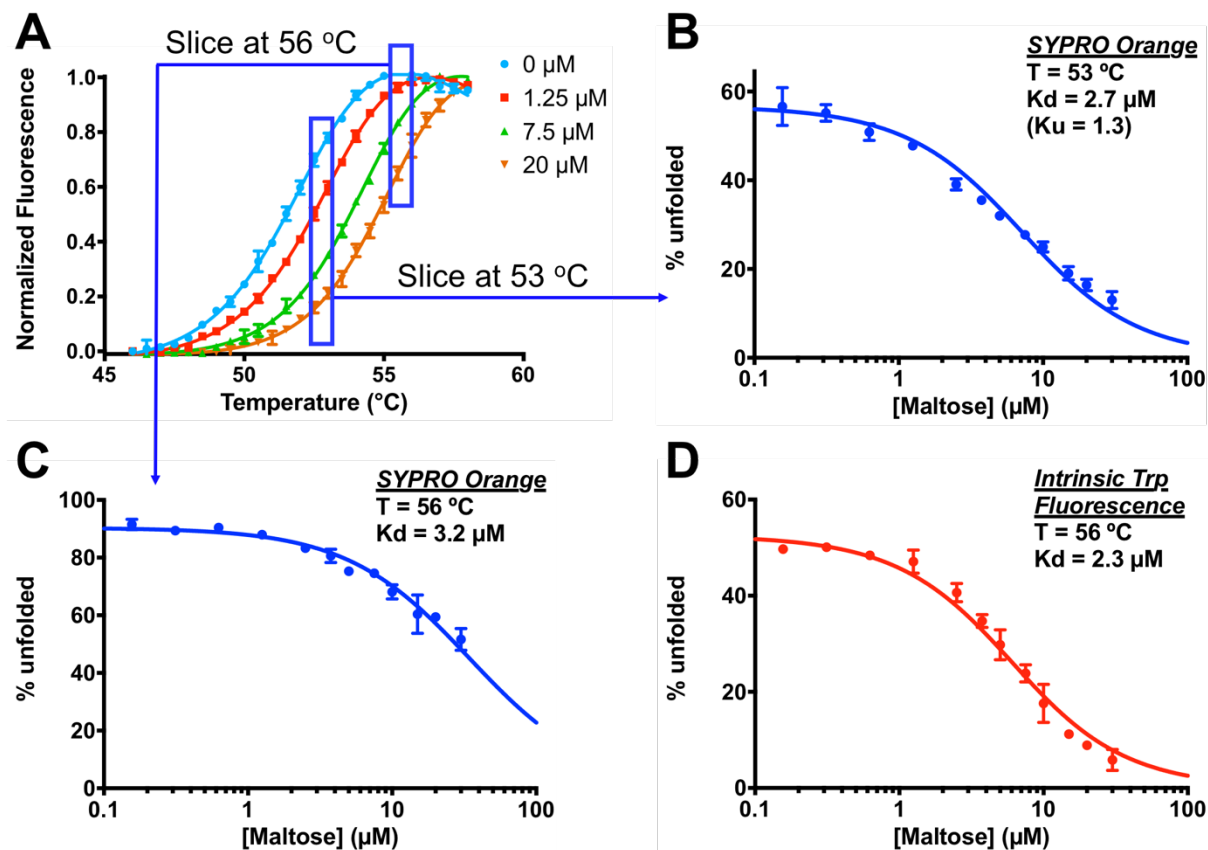 A
Slice at 56 ºC
0 µM
1.25 µM
7.5 µM
20 µM
Slice at 53 ºC
Normalized Fluorescence
1.0
0.8
0.6
0.4
0.2
0.0
45
50
55
60
Temperature (°C)
B
SYPRO Orange
T = 53 ºC
Kd = 2.7 µM
(Ku = 1.3)
% unfolded
60
40
20
0
0.1
1
10
100
[Maltose] (µM)
C
SYPRO Orange
T = 56 ºC
Kd = 3.2 µM
% unfolded
100
80
60
40
20
0
0.1
1
10
100
[Maltose] (µM)
D
Intrinsic Trp
Fluorescence
T = 56 ºC
Kd = 2.3 µM
% unfolded
60
40
20
0
0.1
1
10
100
[Maltose] (µM)